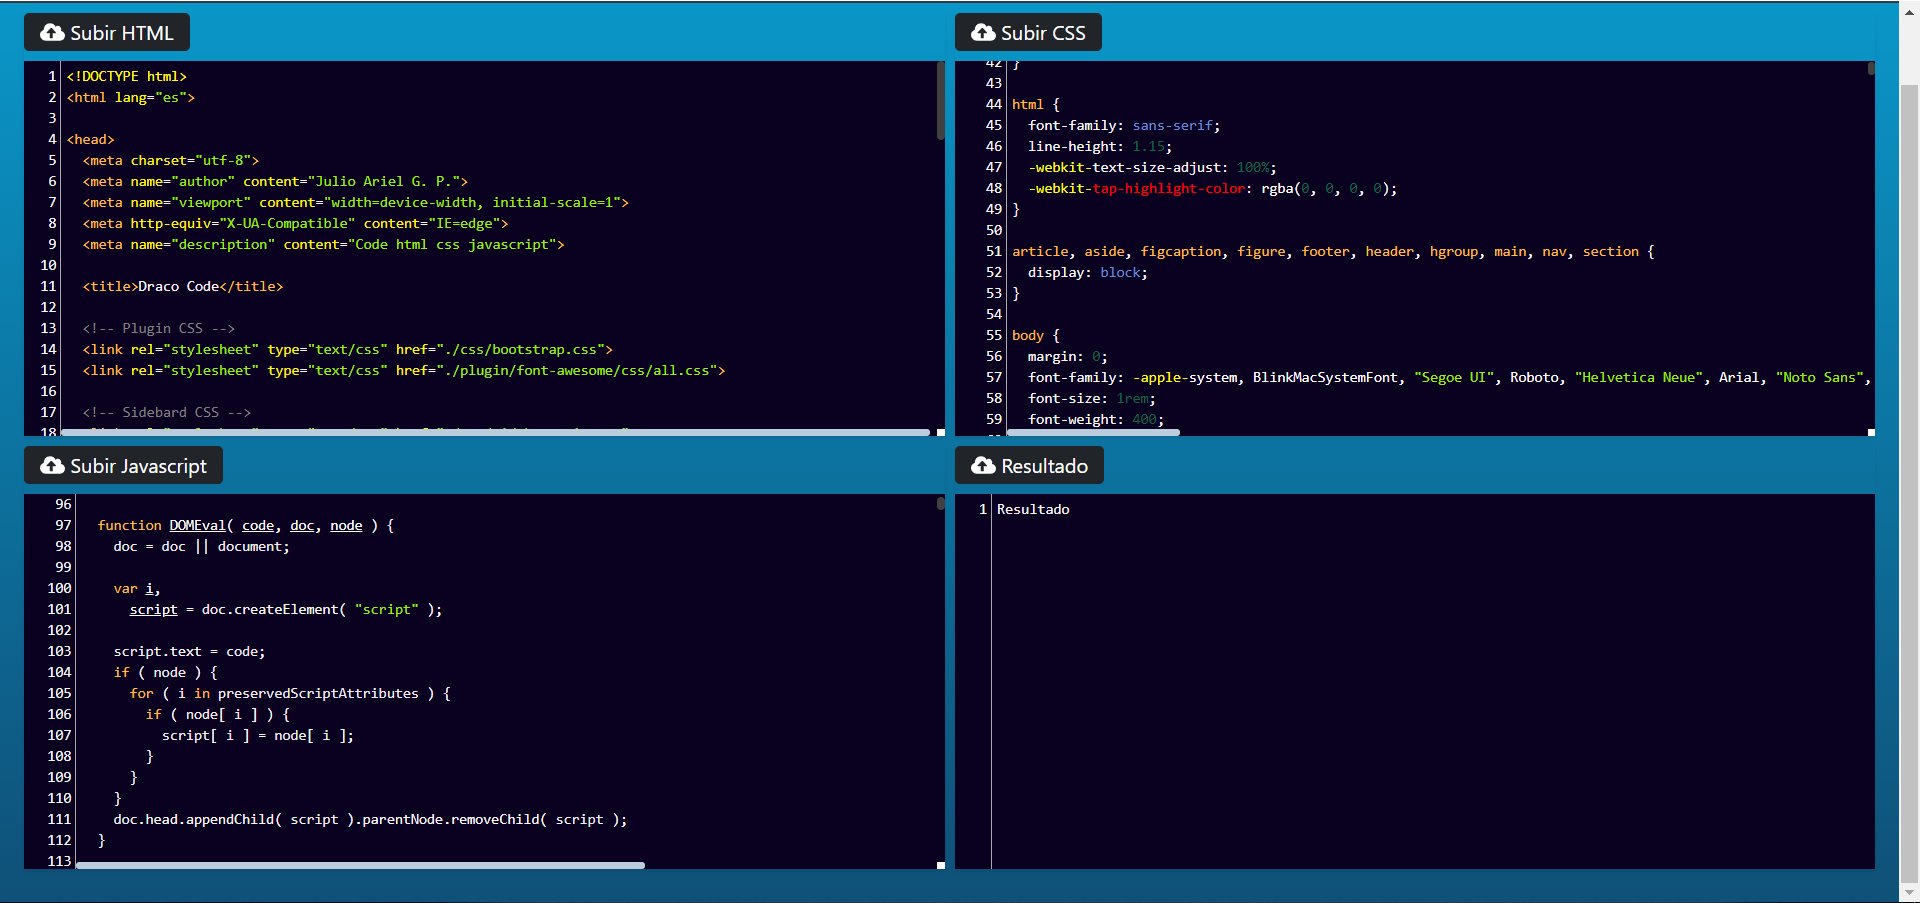 Subir HTML
1 <!DOCTYPE html>
2 <html lang="es">
3
4 <head>
5   <meta charset="utf-8">
6   <meta name="author" content="Julio Ariel G. P.">
7   <meta name="viewport" content="width=device-width, initial-scale=1">
8   <meta http-equiv="X-UA-Compatible" content="IE=edge">
9   <meta name="description" content="Code html css javascript">
10
11   <title>Draco Code</title>
12
13   <!-- Plugin CSS -->
14   <link rel="stylesheet" type="text/css" href="./css/bootstrap.css">
15   <link rel="stylesheet" type="text/css" href="./plugin/font-awesome/css/all.css">
16
17   <!-- Sidebard CSS -->
18
Subir CSS
42 }
43
44 html {
45   font-family: sans-serif;
46   line-height: 1.15;
47   -webkit-text-size-adjust: 100%;
48   -webkit-tap-highlight-color: rgba(0, 0, 0, 0);
49 }
50
51 article, aside, figcaption, figure, footer, header, hgroup, main, nav, section {
52   display: block;
53 }
54
55 body {
56   margin: 0;
57   font-family: -apple-system, BlinkMacSystemFont, "Segoe UI", Roboto, "Helvetica Neue", Arial, "Noto Sans",
58   font-size: 1rem;
59   font-weight: 400;
Subir Javascript
96
97   function DOMEval( code, doc, node ) {
98     doc = doc || document;
99
100     var i,
101       script = doc.createElement( "script" );
102
103     script.text = code;
104     if ( node ) {
105       for ( i in preservedScriptAttributes ) {
106         if ( node[ i ] ) {
107           script[ i ] = node[ i ];
108         }
109       }
110     }
111     doc.head.appendChild( script ).parentNode.removeChild( script );
112   }
113
Resultado
1 Resultado